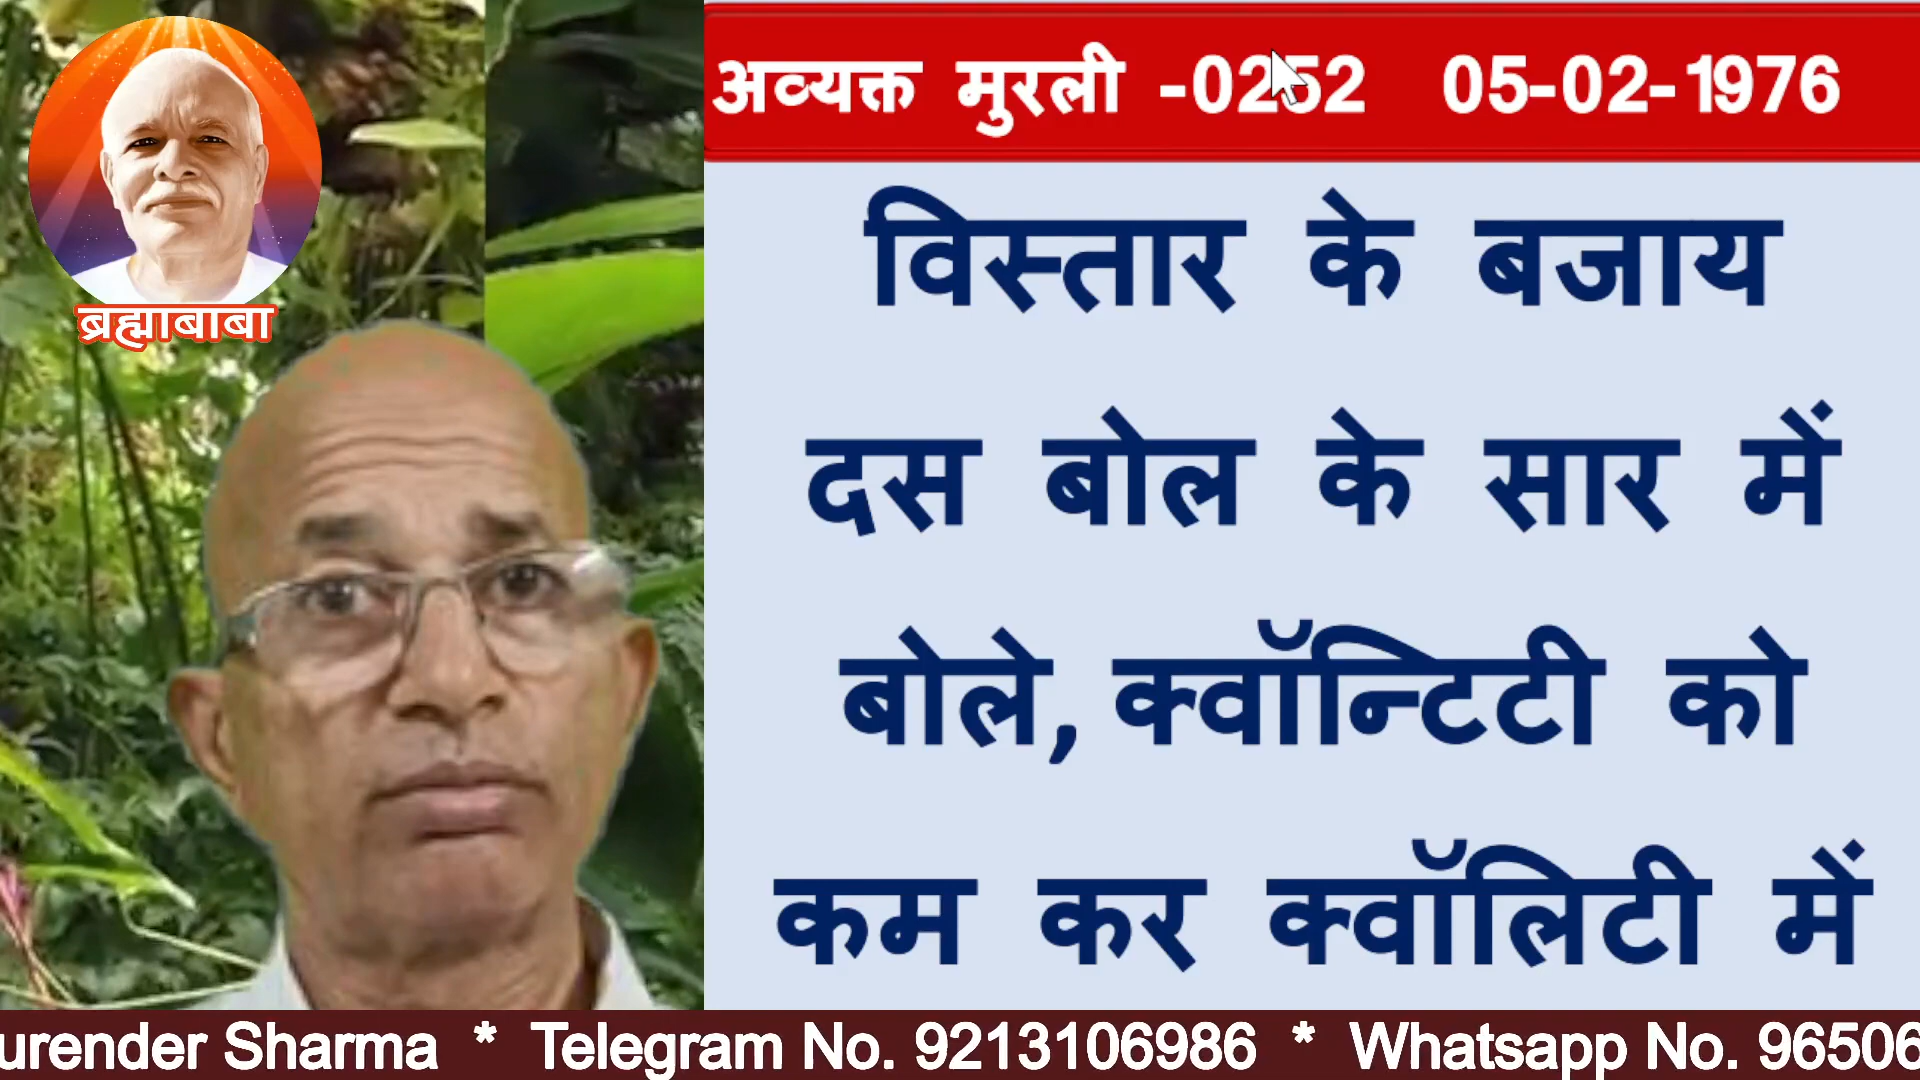 अव्यक्त मुरली -0252 05-02-1976
ब्रह्माबाबा
विस्तार के बजाय
दस बोल के सार में
बोले, क्वॉन्टिटी को
कम कर क्वॉलिटी में
urender Sharma * Telegram No. 9213106986 * Whatsapp No. 96506